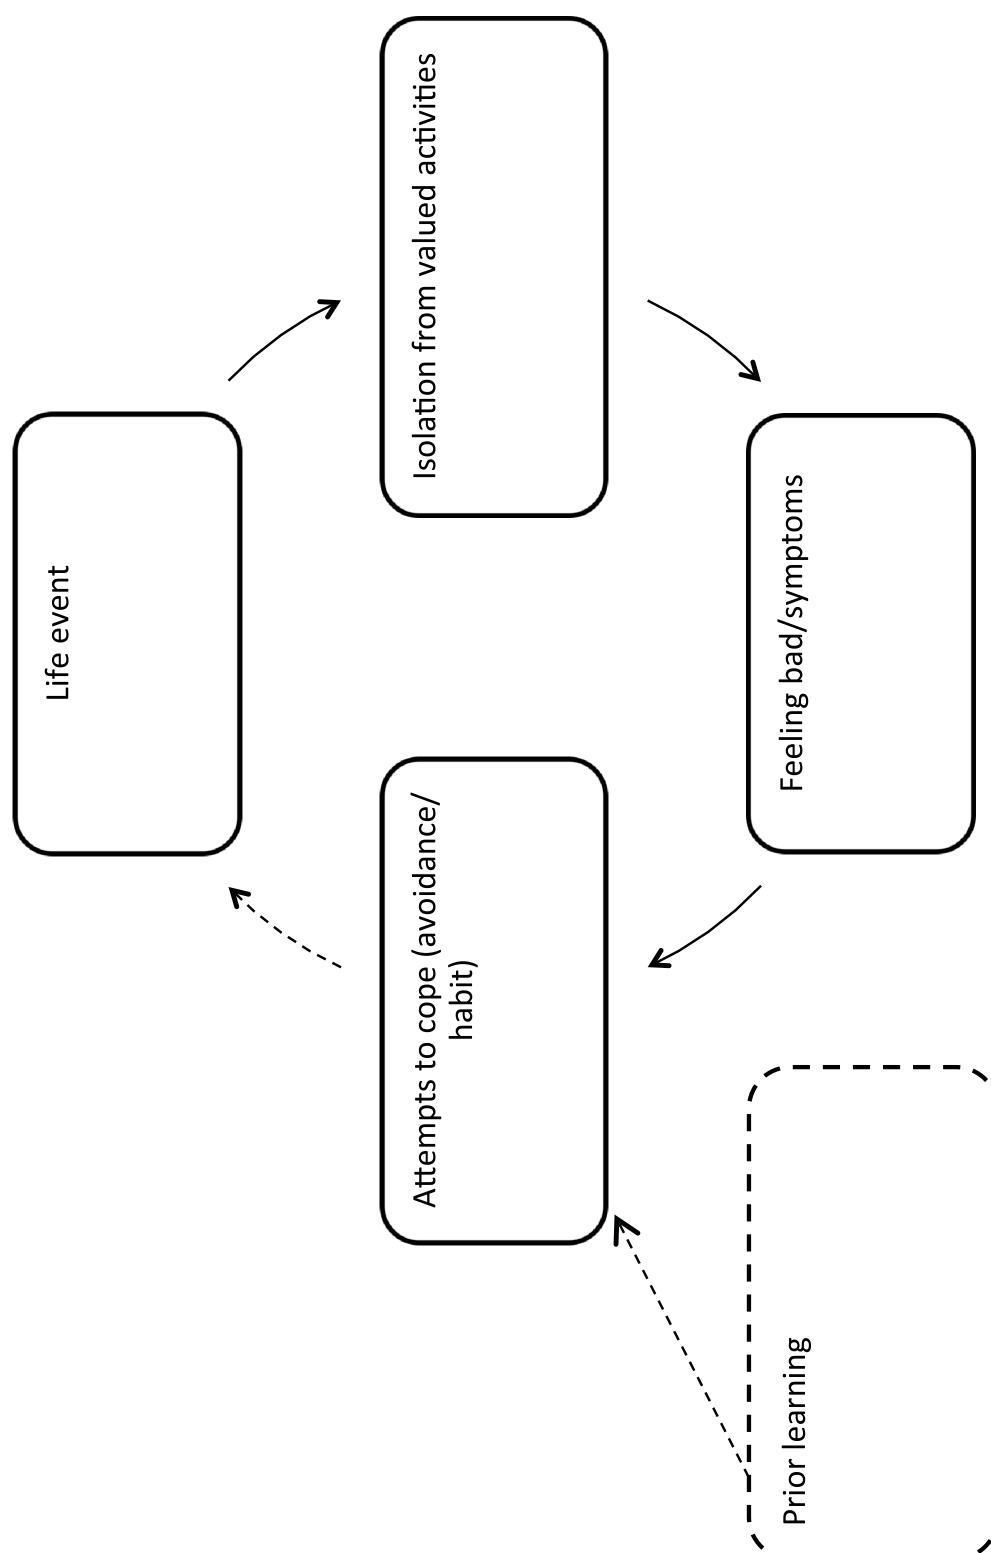 Life event
Isolation from valued activities
Feeling bad/symptoms
Attempts to cope (avoidance/
habit)
Prior learning